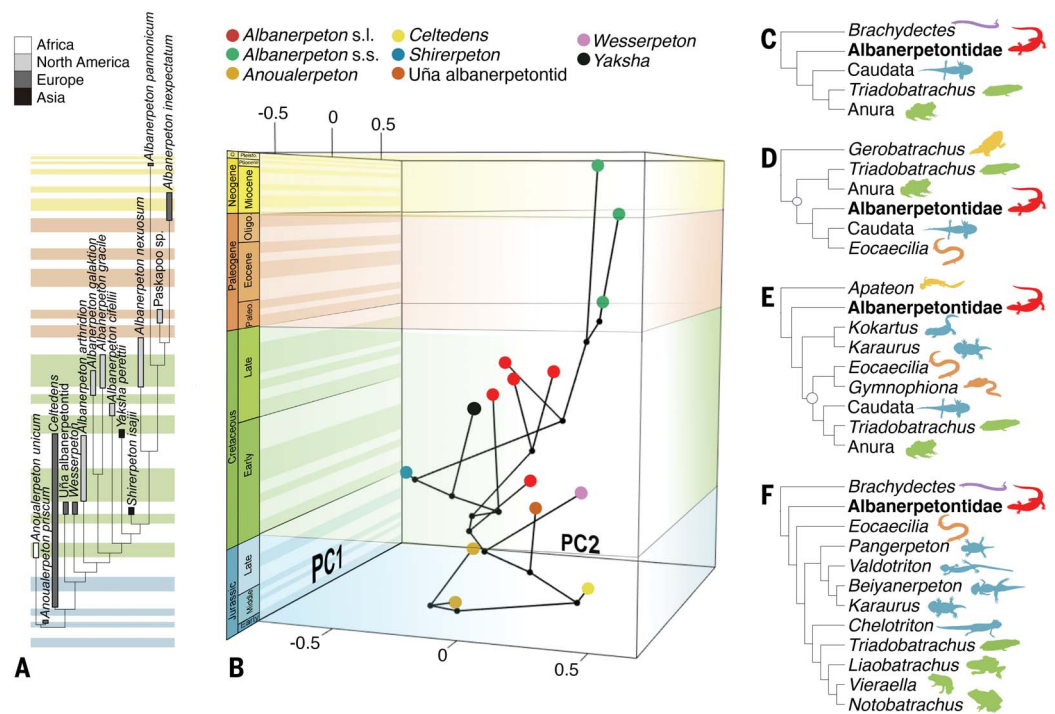 Africa
North America
Europe
Asia
Albanerpeton pannonicum
Albanerpeton inexpectatum
Albanerpeton nexuosum
Paskapoo sp.
Albanerpeton galaktion
Albanerpeton gracile
Albanerpeton cifellii
Albanerpeton arthridion
Yaksha perettii
Shirerpeton isajii
Celtedens
Uña albanerpetontid
Wesserpeton
Anoualerpeton unicum
Anoualerpeton priscum
A
Albanerpeton s.l.
Albanerpeton s.s.
Anoualerpeton
Celtedens
Shirerpeton
Uña albanerpetontid
Wesserpeton
Yaksha
-0.5
0
0.5
Neogene
Paleogene
Cretaceous
Jurassic
Q
Pleisto.
Pliocene
Miocene
Oligo
Eocene
Paleo
Late
Early
Late
Middle
Early
PC1
PC2
-0.5
0
0.5
B
C
Brachydectes
Albanerpetontidae
Caudata
Triadobatrachus
Anura
D
Gerobatrachus
Triadobatrachus
Anura
Albanerpetontidae
Caudata
Eocaecilia
E
Apateon
Albanerpetontidae
Kokartus
Karaurus
Eocaecilia
Gymnophiona
Caudata
Triadobatrachus
Anura
F
Brachydectes
Albanerpetontidae
Eocaecilia
Pangerpeton
Valdotriton
Beiyanerpeton
Karaurus
Chelotriton
Triadobatrachus
Liaobatrachus
Vieraella
Notobatrachus